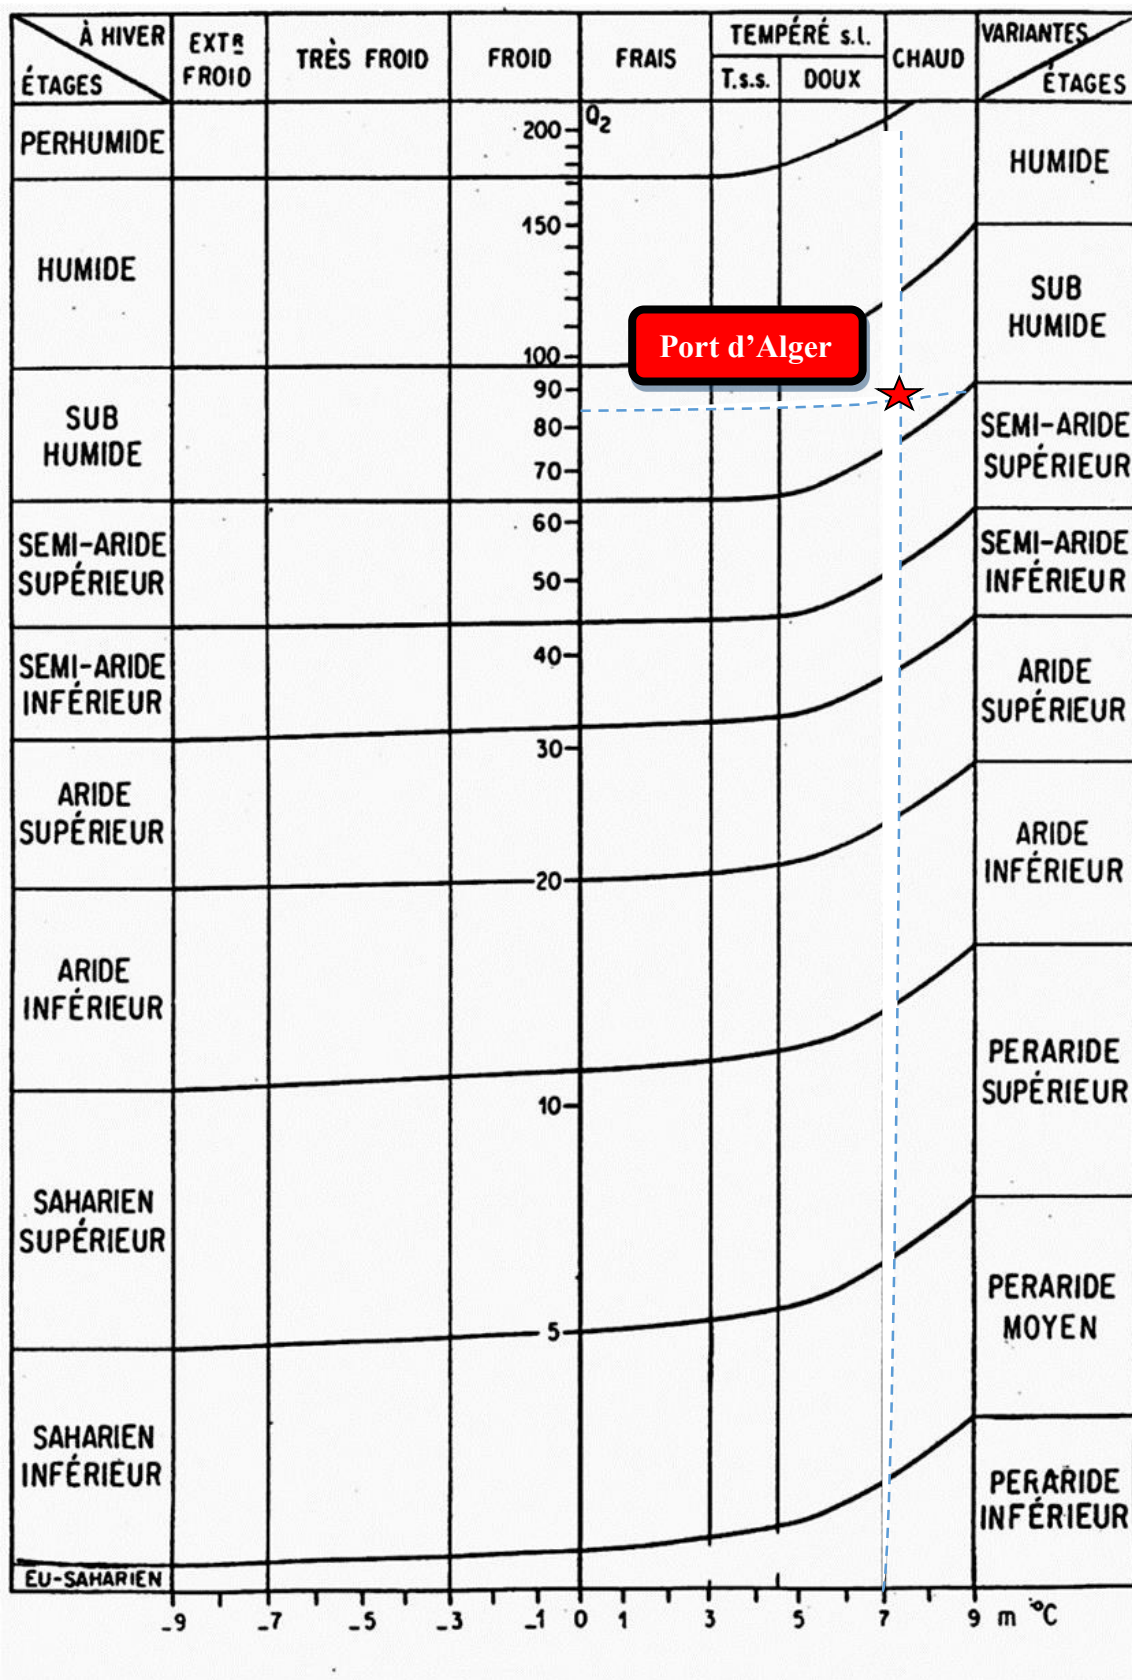 À HIVER
ÉTAGES
EXTR
FROID
TRÈS FROID
FROID
FRAIS
TEMPÉRÉ s.l.
T.s.s.
DOUX
CHAUD
VARIANTES
ÉTAGES
Q2
PERHUMIDE
HUMIDE
SUB
HUMIDE
SEMI-ARIDE
SUPÉRIEUR
SEMI-ARIDE
INFÉRIEUR
ARIDE
SUPÉRIEUR
ARIDE
INFÉRIEUR
SAHARIEN
SUPÉRIEUR
SAHARIEN
INFÉRIEUR
EU-SAHARIEN
200
150
100
90
80
70
60
50
40
30
20
10
5
Port d'Alger
HUMIDE
SUB
HUMIDE
SEMI-ARIDE
SUPÉRIEUR
SEMI-ARIDE
INFÉRIEUR
ARIDE
SUPÉRIEUR
ARIDE
INFÉRIEUR
PERARIDE
SUPÉRIEUR
PERARIDE
MOYEN
PERARIDE
INFÉRIEUR
-9 -7 -5 -3 -1 0 1 3 5 7 9 m °C